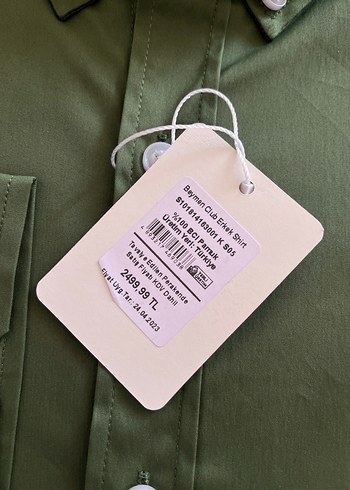 Beymen Club Erkek Shirt
S101814163001 K S05
%100 BCI Pamuk
Üretim Yeri: Türkiye
Tavsiye Edilen Perakende
Satış Fiyatı KDV Dahil
2499,99 TL
Fiyat Uyg.Tar: 24.04.2023